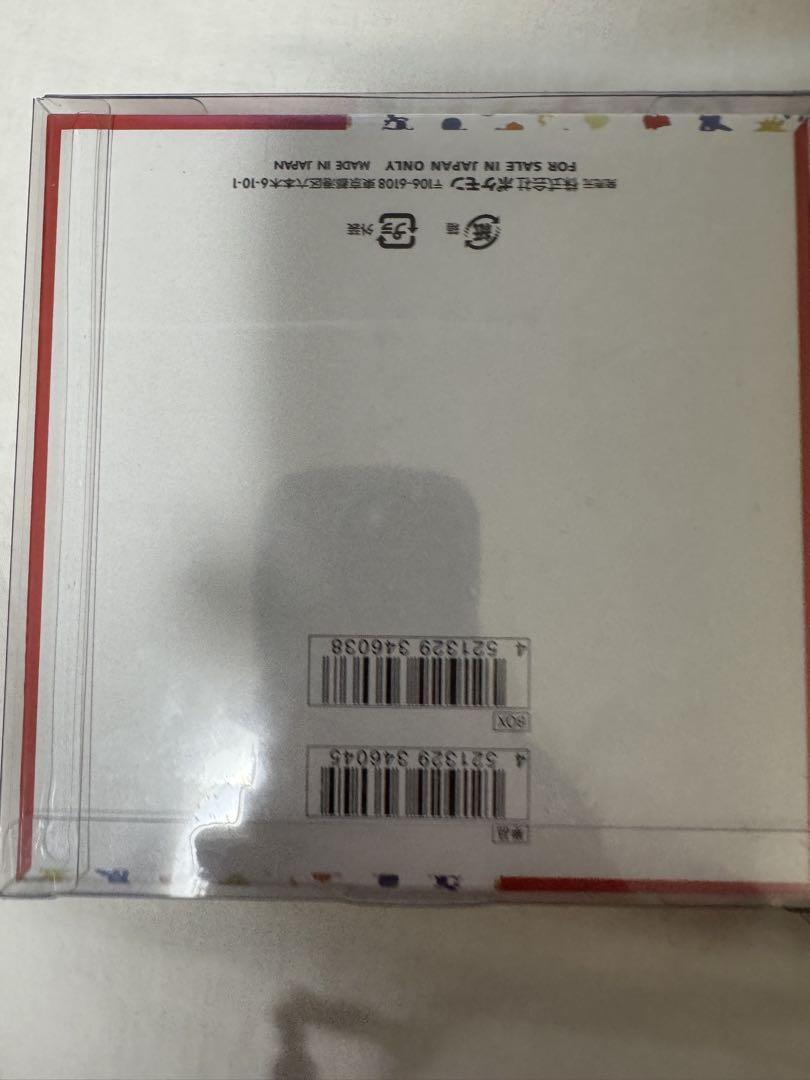 単品
4 521329 346045
BOX
4 521329 346038
紙 箱 プラ 外装
発売元 株式会社 ポケモン 〒106-6108 東京都港区六本木6-10-1
FOR SALE IN JAPAN ONLY MADE IN JAPAN